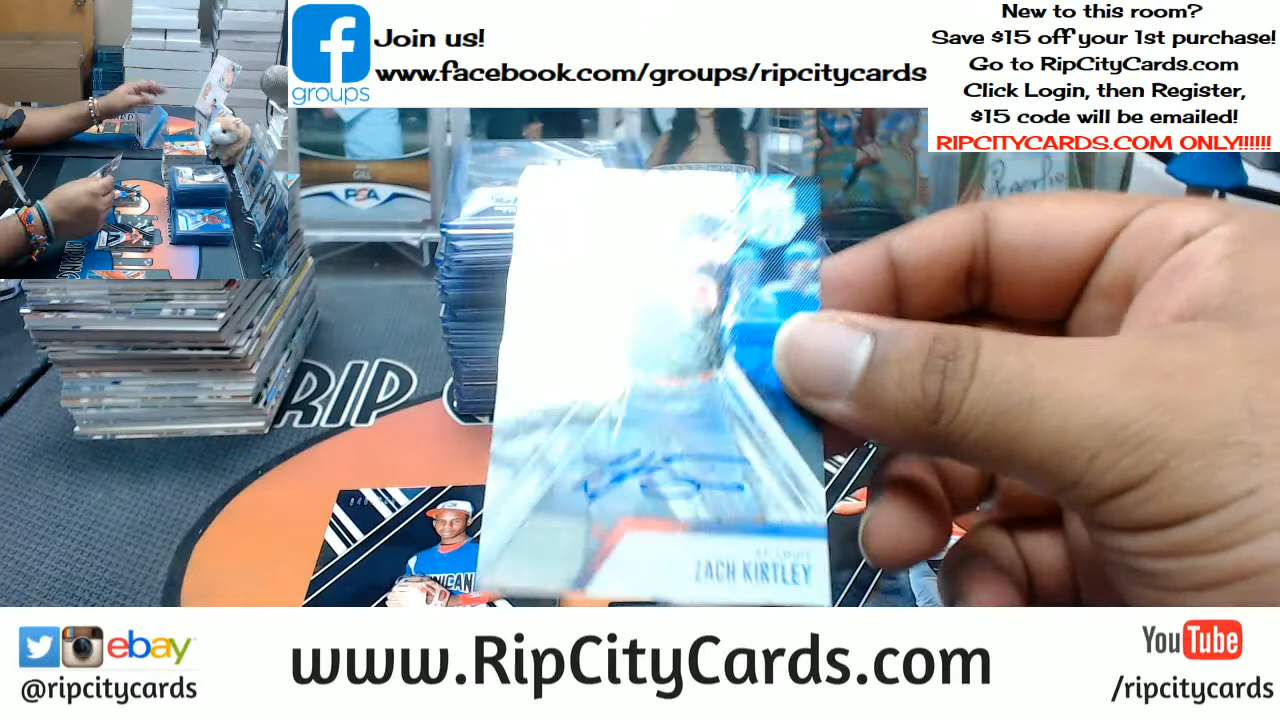 Join us!
www.facebook.com/groups/ripcitycards
groups
New to this room?
Save $15 off your 1st purchase!
Go to RipCityCards.com
Click Login, then Register,
$15 code will be emailed!
RIPCITYCARDS.COM ONLY!!!!!!
GILL
PSA
RIP
ZACH KIRTLEY
ebay
@ripcitycards
www.RipCityCards.com
YouTube
/ripcitycards